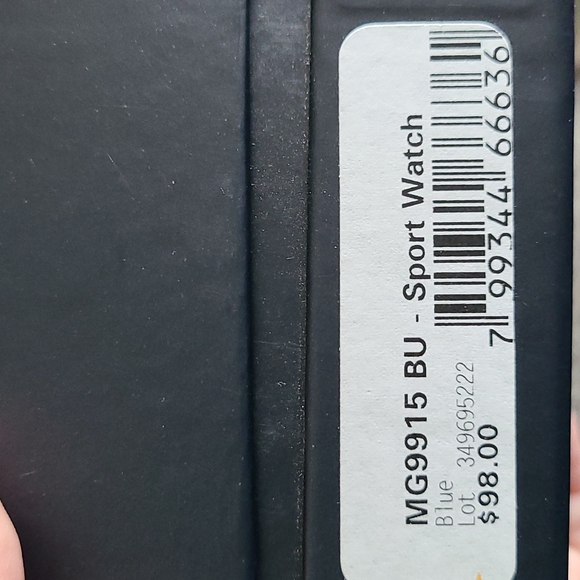 MG9915 BU - Sport Watch
Blue
Lot 349695222
$98.00
7 99344 66636